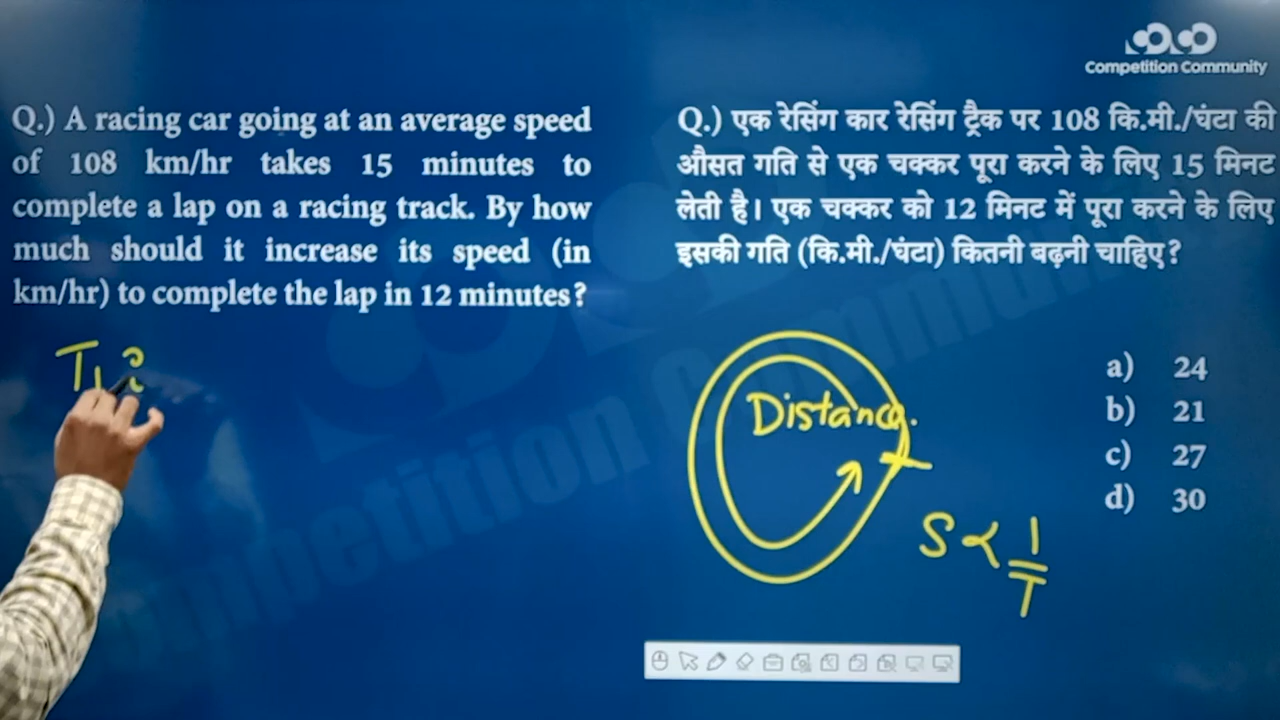 Competition Community
Q.) A racing car going at an average speed
of 108 km/hr takes 15 minutes to
complete a lap on a racing track. By how
much should it increase its speed (in
km/hr) to complete the lap in 12 minutes?
Q.) एक रेसिंग कार रेसिंग ट्रैक पर 108 कि.मी./घंटा की
औसत गति से एक चक्कर पूरा करने के लिए 15 मिनट
लेती है। एक चक्कर को 12 मिनट में पूरा करने के लिए
इसकी गति (कि.मी./घंटा) कितनी बढ़नी चाहिए?
Distance.
S ∝ 1/T
a) 24
b) 21
c) 27
d) 30